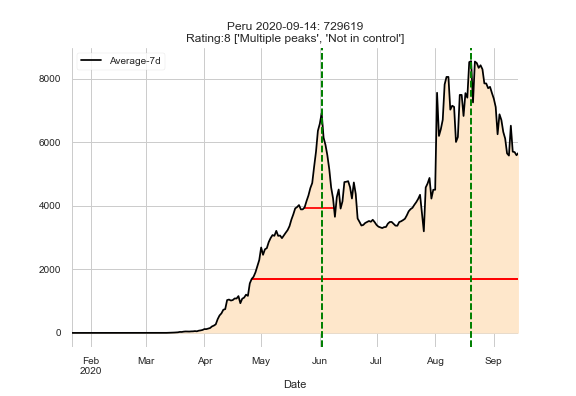 Peru 2020-09-14: 729619
Rating:8 ['Multiple peaks', 'Not in control']
Average-7d
8000
6000
4000
2000
0
Feb Mar Apr May Jun Jul Aug Sep
2020
Date